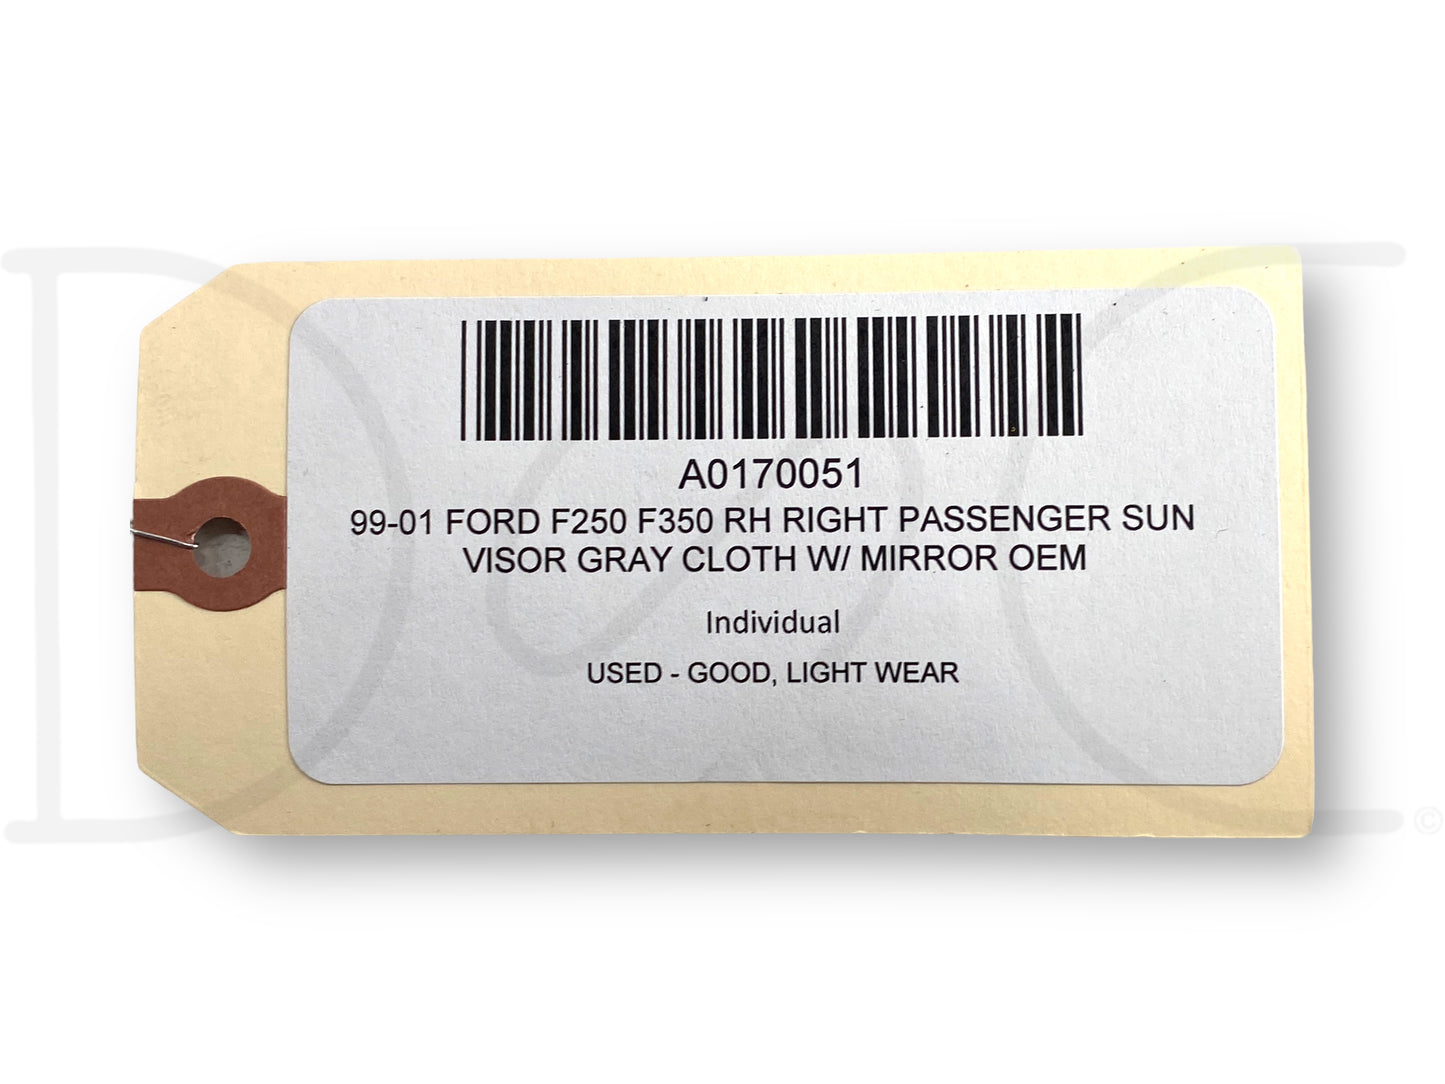 A0170051
99-01 FORD F250 F350 RH RIGHT PASSENGER SUN
VISOR GRAY CLOTH W/ MIRROR OEM
Individual
USED - GOOD, LIGHT WEAR
D C
©